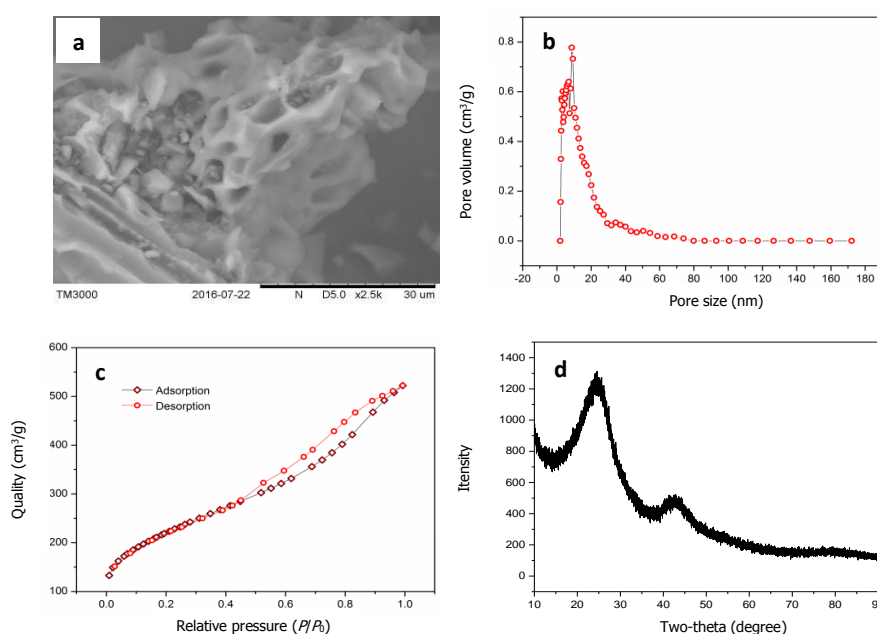 a
TM3000 2016-07-22 N D5.0 x2.5k 30 um
b
Pore volume (cm³/g)
0.8
0.6
0.4
0.2
0.0
-20 0 20 40 60 80 100 120 140 160 180
Pore size (nm)
c
Adsorption
Desorption
Quality (cm³/g)
600
500
400
300
200
100
0.0 0.2 0.4 0.6 0.8 1.0
Relative pressure (P/P₀)
d
Itensity
1400
1200
1000
800
600
400
200
0
10 20 30 40 50 60 70 80 90
Two-theta (degree)